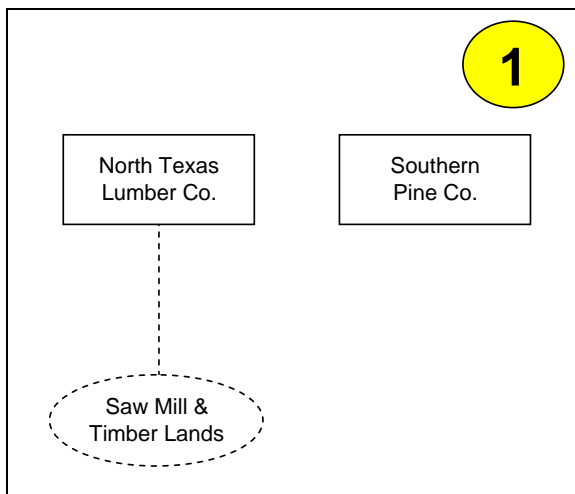 1
North Texas
Lumber Co.
Southern
Pine Co.
Saw Mill &
Timber Lands